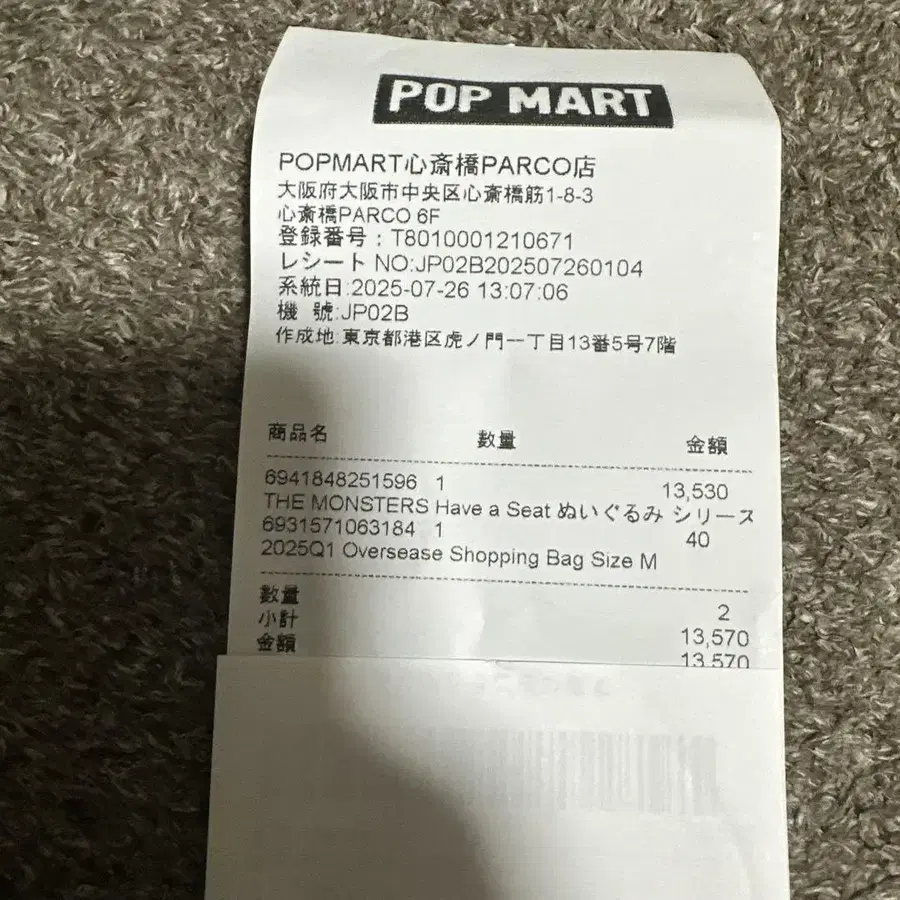 POP MART
POPMART心斎橋PARCO店
大阪府大阪市中央区心斎橋筋1-8-3
心斎橋PARCO 6F
登録番号：T8010001210671
レシート NO:JP02B202507260104
系統日:2025-07-26 13:07:06
機 號:JP02B
作成地:東京都港区虎ノ門一丁目13番5号7階
商品名 数量 金額
6941848251596 1 13,530
THE MONSTERS Have a Seat ぬいぐるみ シリーズ
6931571063184 1 40
2025Q1 Oversease Shopping Bag Size M
数量 2
小計 13,570
金額 13,570